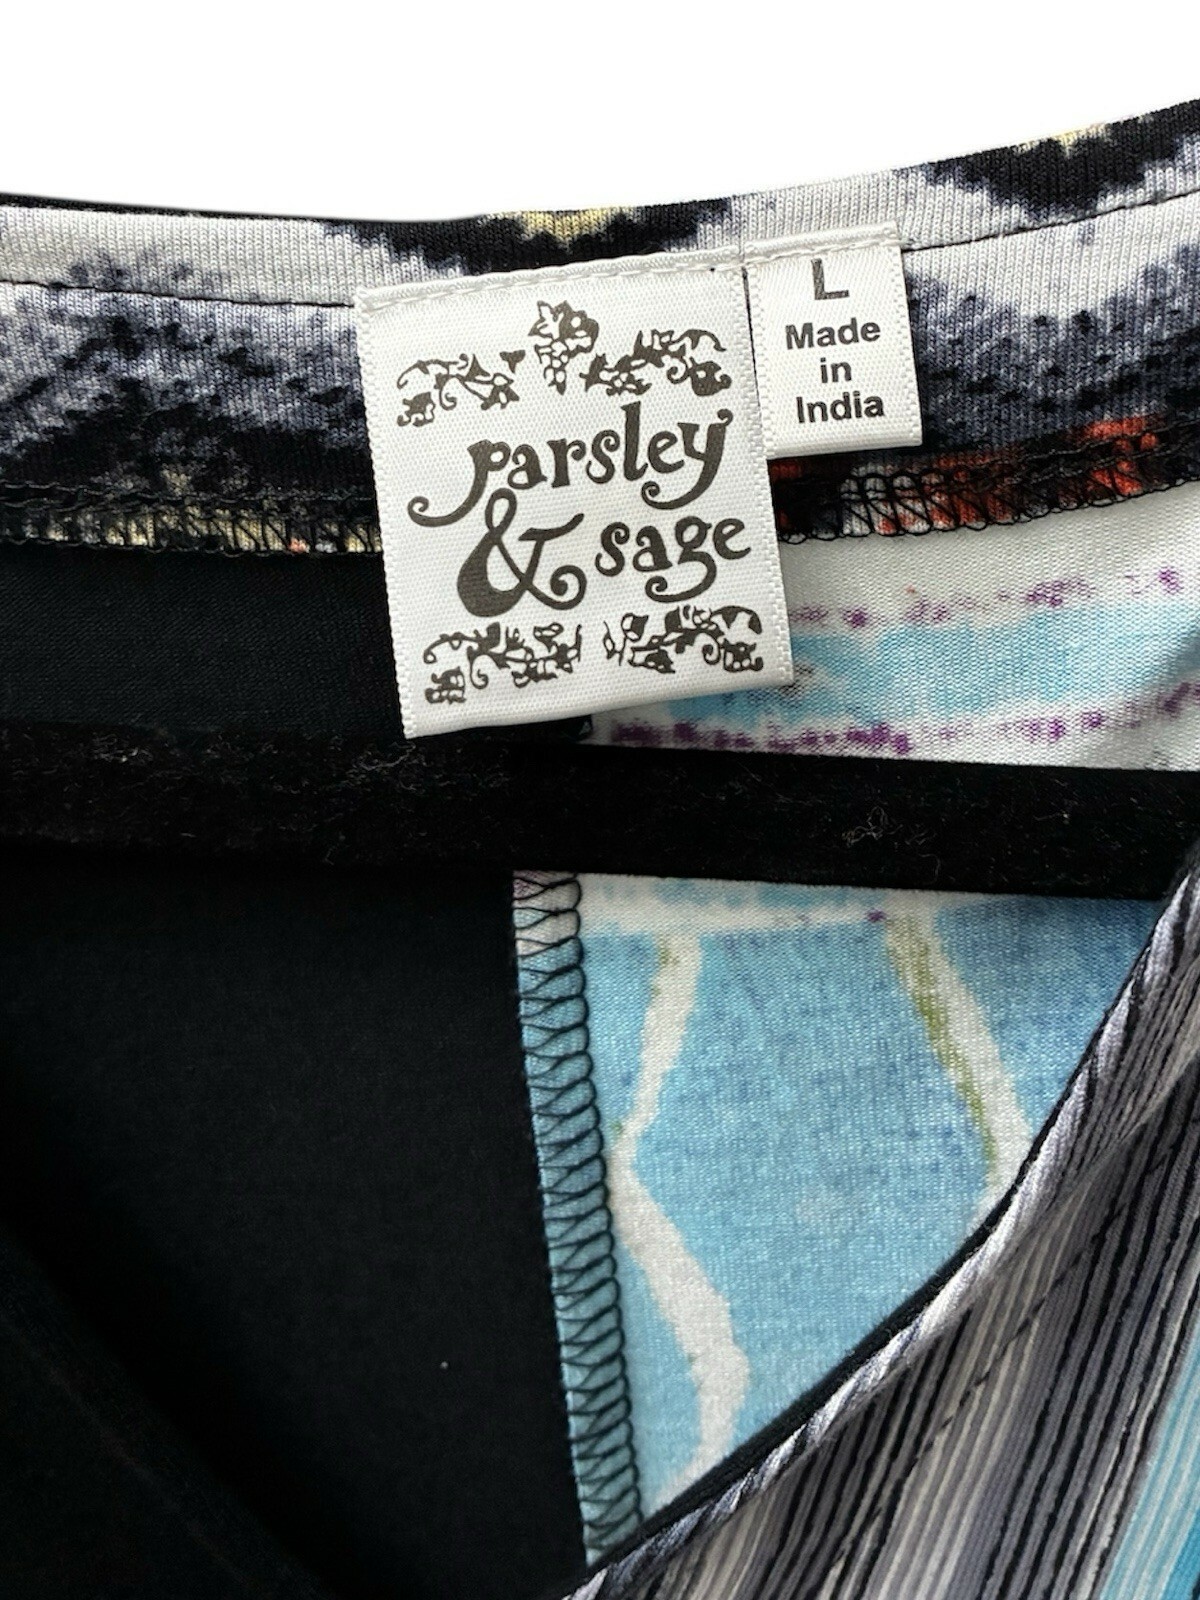 parsley
& sage
L
Made
in
India